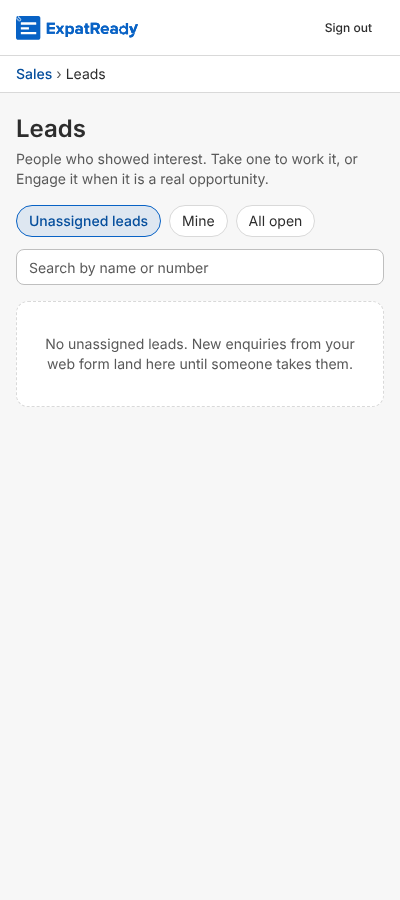 ExpatReady
Sign out
Sales › Leads
Leads
People who showed interest. Take one to work it, or
Engage it when it is a real opportunity.
Unassigned leads
Mine
All open
Search by name or number
No unassigned leads. New enquiries from your
web form land here until someone takes them.